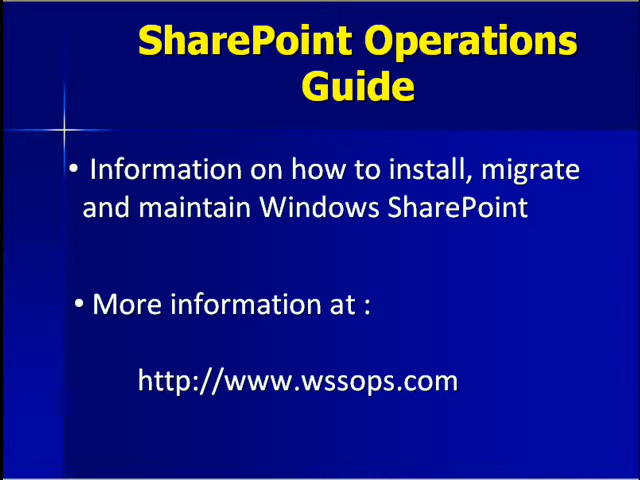 SharePoint Operations
Guide
• Information on how to install, migrate
and maintain Windows SharePoint
• More information at :
http://www.wssops.com